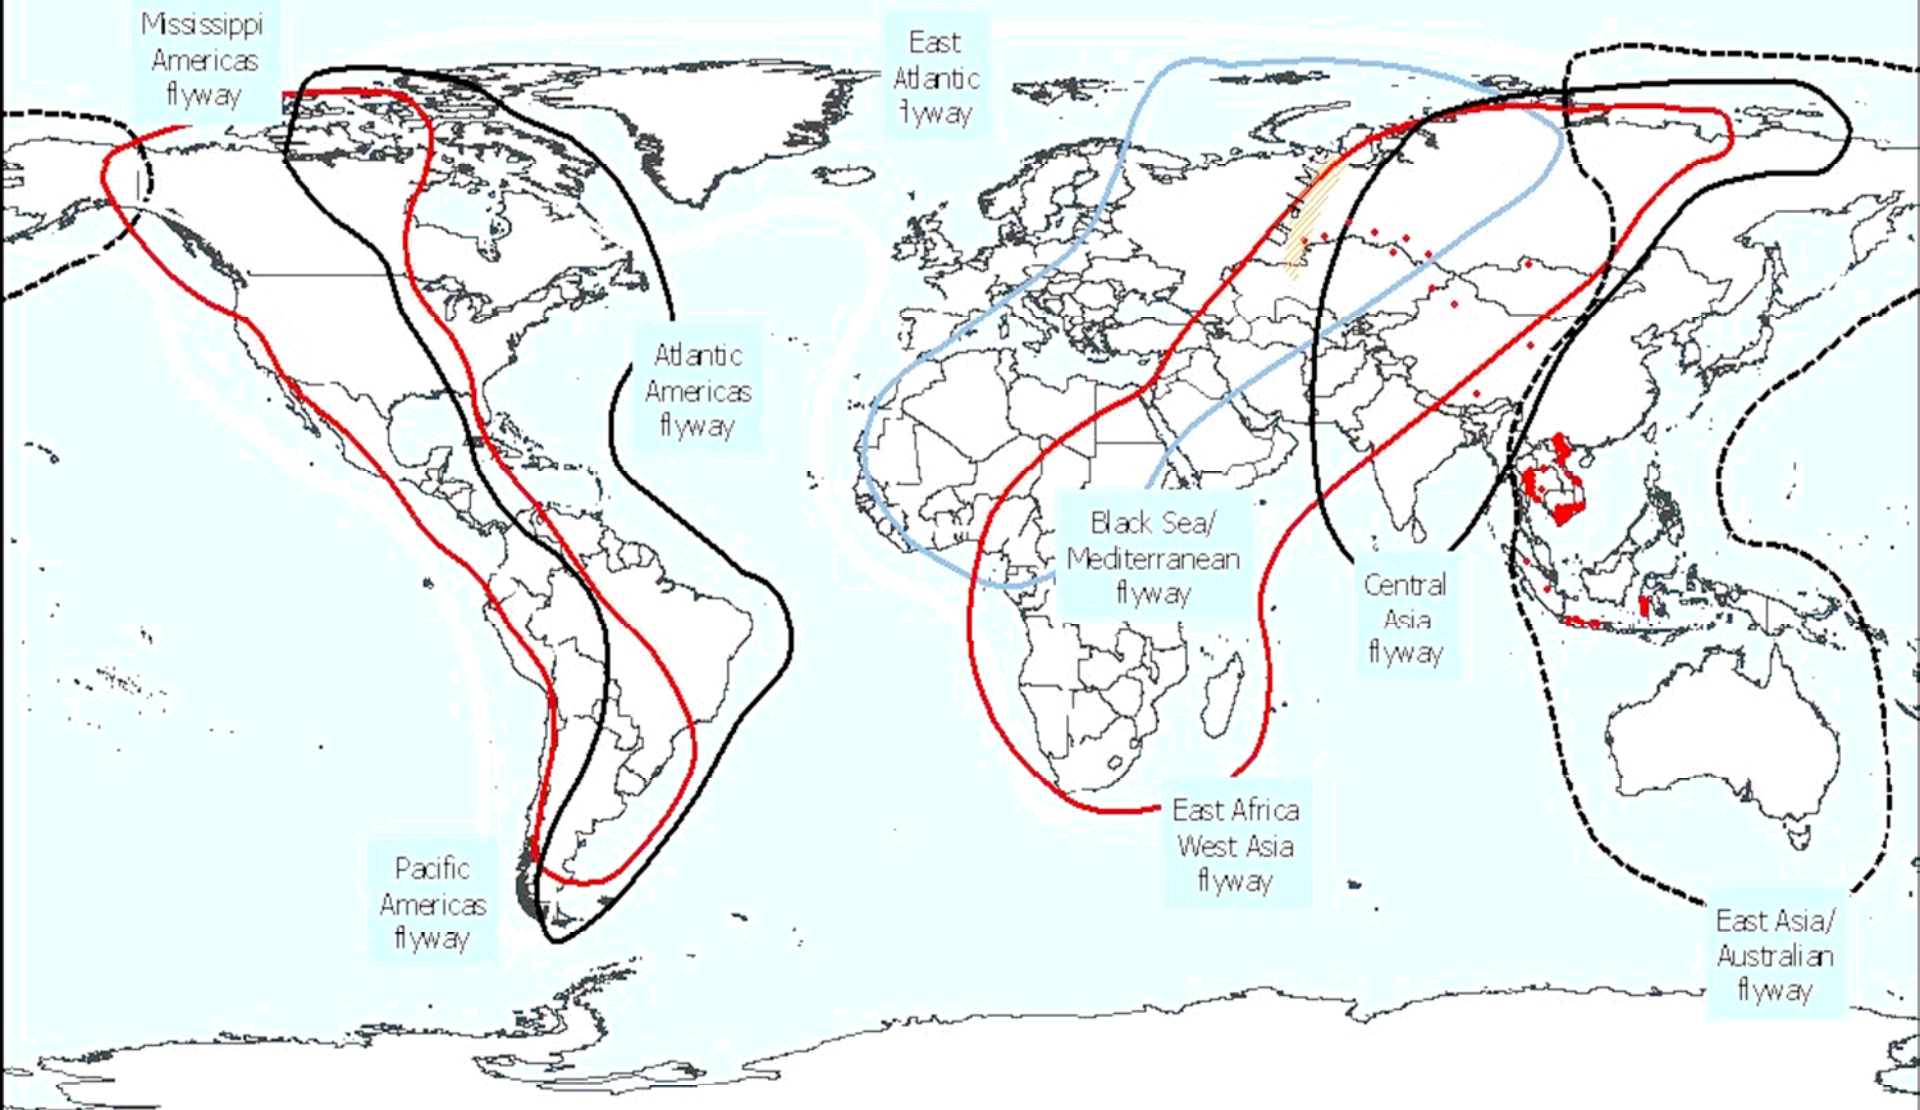 Mississippi
Americas
flyway
East
Atlantic
flyway
Atlantic
Americas
flyway
Black Sea/
Mediterranean
flyway
Central
Asia
flyway
East Africa
West Asia
flyway
Pacific
Americas
flyway
East Asia/
Australian
flyway